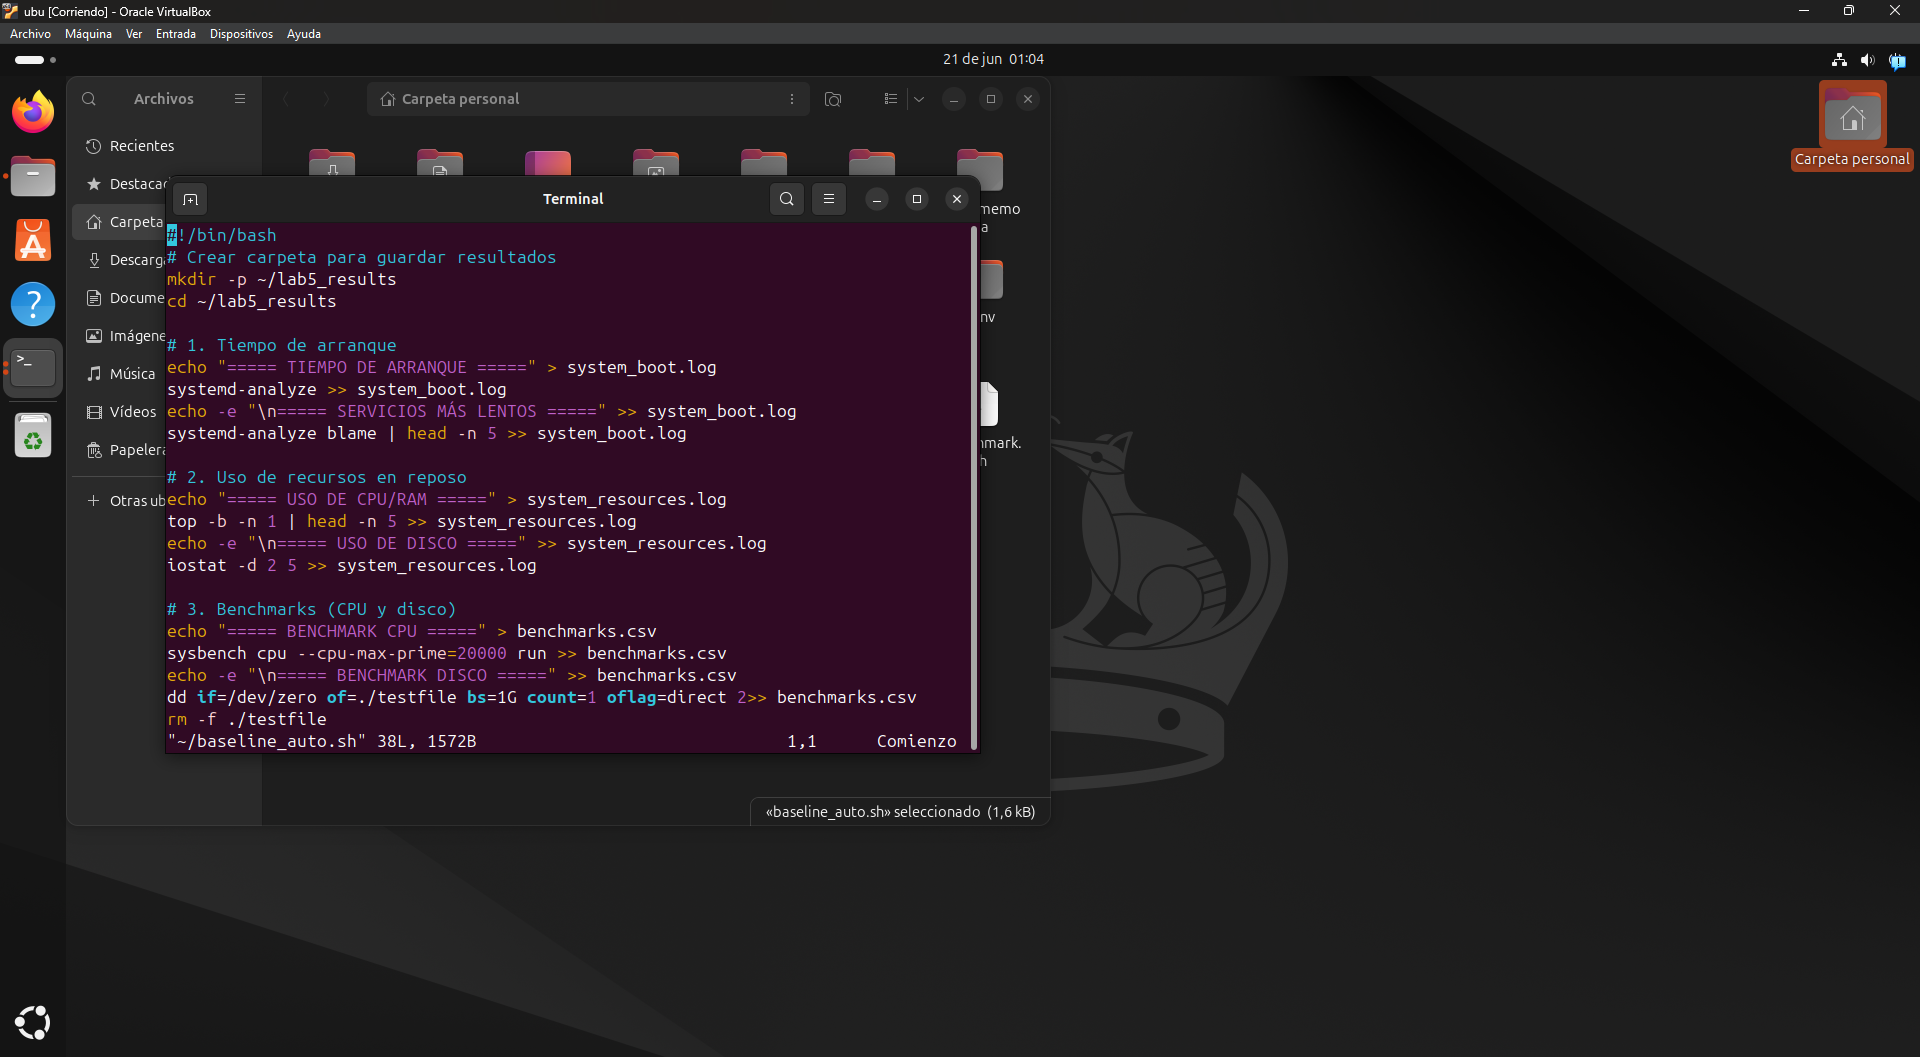 ubu [Corriendo] - Oracle VirtualBox
Archivo Máquina Ver Entrada Dispositivos Ayuda
21 de jun 01:04
Archivos
Carpeta personal
Recientes
Destacad
Carpeta
Descarga
Docume
Imágene
Música
Vídeos
Papelera
+ Otras ub
Carpeta personal
memo
a
nv
hmark.
h
Terminal
#!/bin/bash
# Crear carpeta para guardar resultados
mkdir -p ~/lab5_results
cd ~/lab5_results
# 1. Tiempo de arranque
echo "===== TIEMPO DE ARRANQUE =====" > system_boot.log
systemd-analyze >> system_boot.log
echo -e "\n===== SERVICIOS MÁS LENTOS =====" >> system_boot.log
systemd-analyze blame | head -n 5 >> system_boot.log
# 2. Uso de recursos en reposo
echo "===== USO DE CPU/RAM =====" > system_resources.log
top -b -n 1 | head -n 5 >> system_resources.log
echo -e "\n===== USO DE DISCO =====" >> system_resources.log
iostat -d 2 5 >> system_resources.log
# 3. Benchmarks (CPU y disco)
echo "===== BENCHMARK CPU =====" > benchmarks.csv
sysbench cpu --cpu-max-prime=20000 run >> benchmarks.csv
echo -e "\n===== BENCHMARK DISCO =====" >> benchmarks.csv
dd if=/dev/zero of=./testfile bs=1G count=1 oflag=direct 2>> benchmarks.csv
rm -f ./testfile
"~/baseline_auto.sh" 38L, 1572B 1,1 Comienzo
«baseline_auto.sh» seleccionado (1,6 kB)